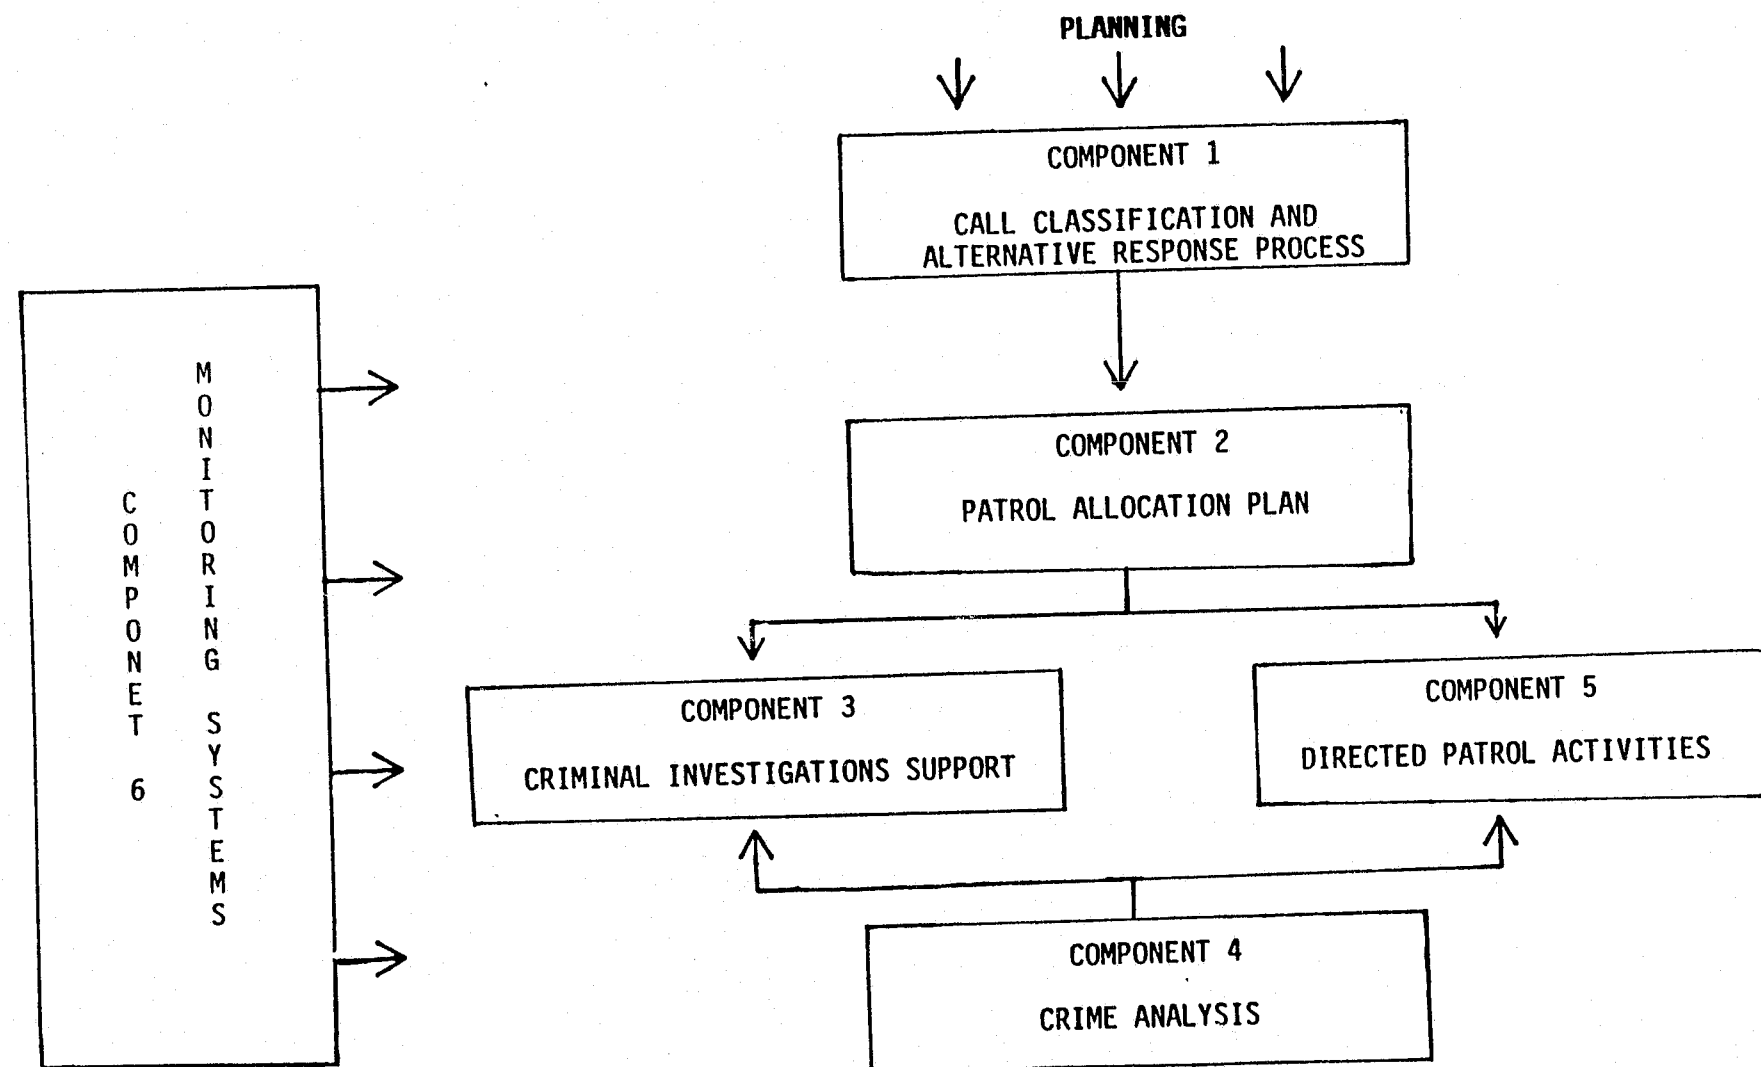 PLANNING
COMPONENT 1
CALL CLASSIFICATION AND
ALTERNATIVE RESPONSE PROCESS
COMPONENT 2
PATROL ALLOCATION PLAN
COMPONENT 3
CRIMINAL INVESTIGATIONS SUPPORT
COMPONENT 5
DIRECTED PATROL ACTIVITIES
COMPONENT 4
CRIME ANALYSIS
COMPONET 6
MONITORING SYSTEMS